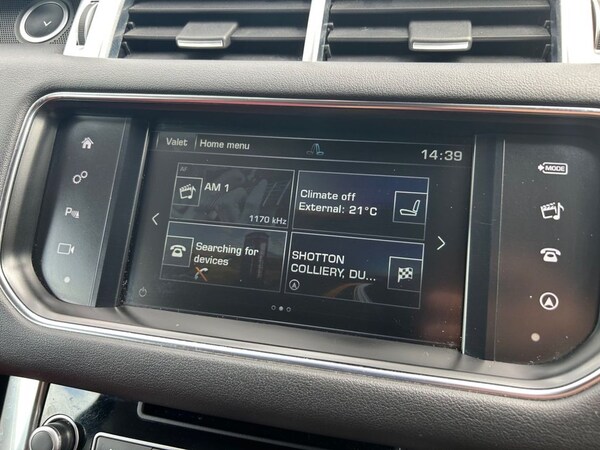 Valet | Home menu
14:39
AM 1
1170 kHz
Climate off
External: 21°C
Searching for
devices
SHOTTON
COLLIERY, DU...
MODE